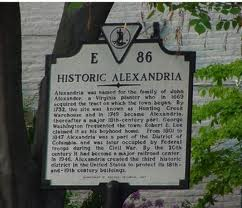 E 86
HISTORIC ALEXANDRIA
Alexandria was named for the family of John
Alexander, a Virginia planter who in 1669
acquired the tract on which the town began. By
1732, the site was known as Hunting Creek
Warehouse and in 1749 became Alexandria,
thereafter a major 18th-century port. George
Washington frequented the town; Robert E. Lee
claimed it as his boyhood home. From 1801 to
1847 Alexandria was part of the District of
Columbia, and was later occupied by Federal
troops during the Civil War. By the 20th
century it had become a major railroad center.
In 1946, Alexandria created the third historic
district in the United States to protect its 18th-
and 19th century buildings.